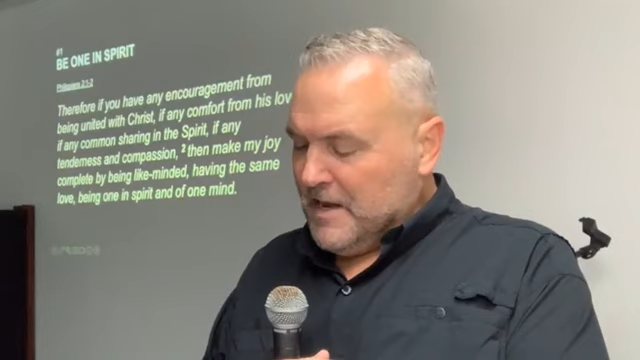 #1
BE ONE IN SPIRIT
Philippians 2:1-2
Therefore if you have any encouragement from
being united with Christ, if any comfort from his lov
if any common sharing in the Spirit, if any
tenderness and compassion, ² then make my joy
complete by being like-minded, having the same
love, being one in spirit and of one mind.